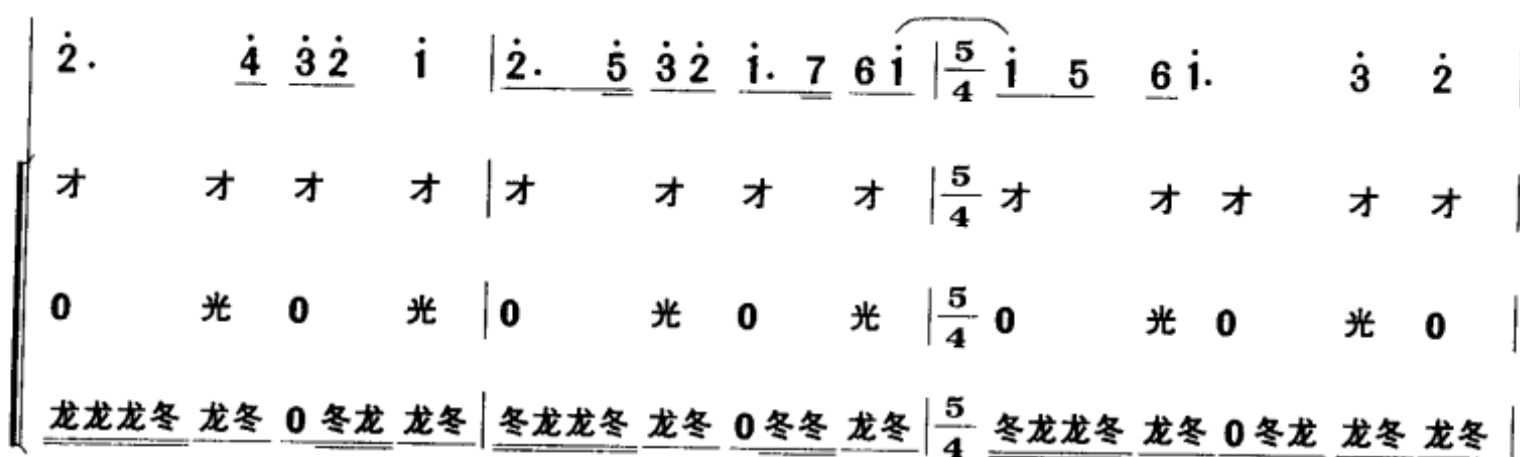 2̇. 4̇ 3̇ 2̇ 1̇ | 2̇. 5̇ 3̇ 2̇ 1̇. 7 6 1̇ | 5/4 1̇ 5 6 1̇. 3̇ 2̇ |
才 才 才 才 | 才 才 才 才 | 5/4 才 才 才 才 才 |
0 光 0 光 | 0 光 0 光 | 5/4 0 光 0 光 0 |
龙龙龙冬 龙冬 0 冬龙 龙冬 | 冬龙龙冬 龙冬 0 冬冬 龙冬 | 5/4 冬龙龙冬 龙冬 0 冬龙 龙冬 龙冬 |